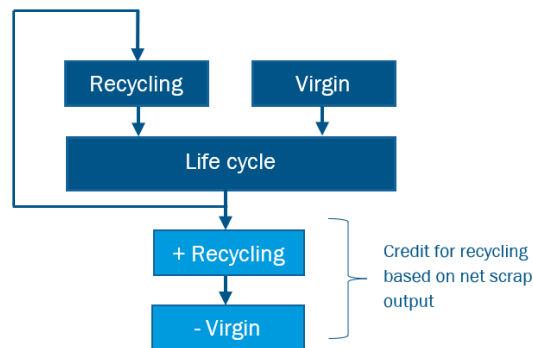 Recycling
Virgin
Life cycle
+ Recycling
- Virgin
Credit for recycling
based on net scrap
output